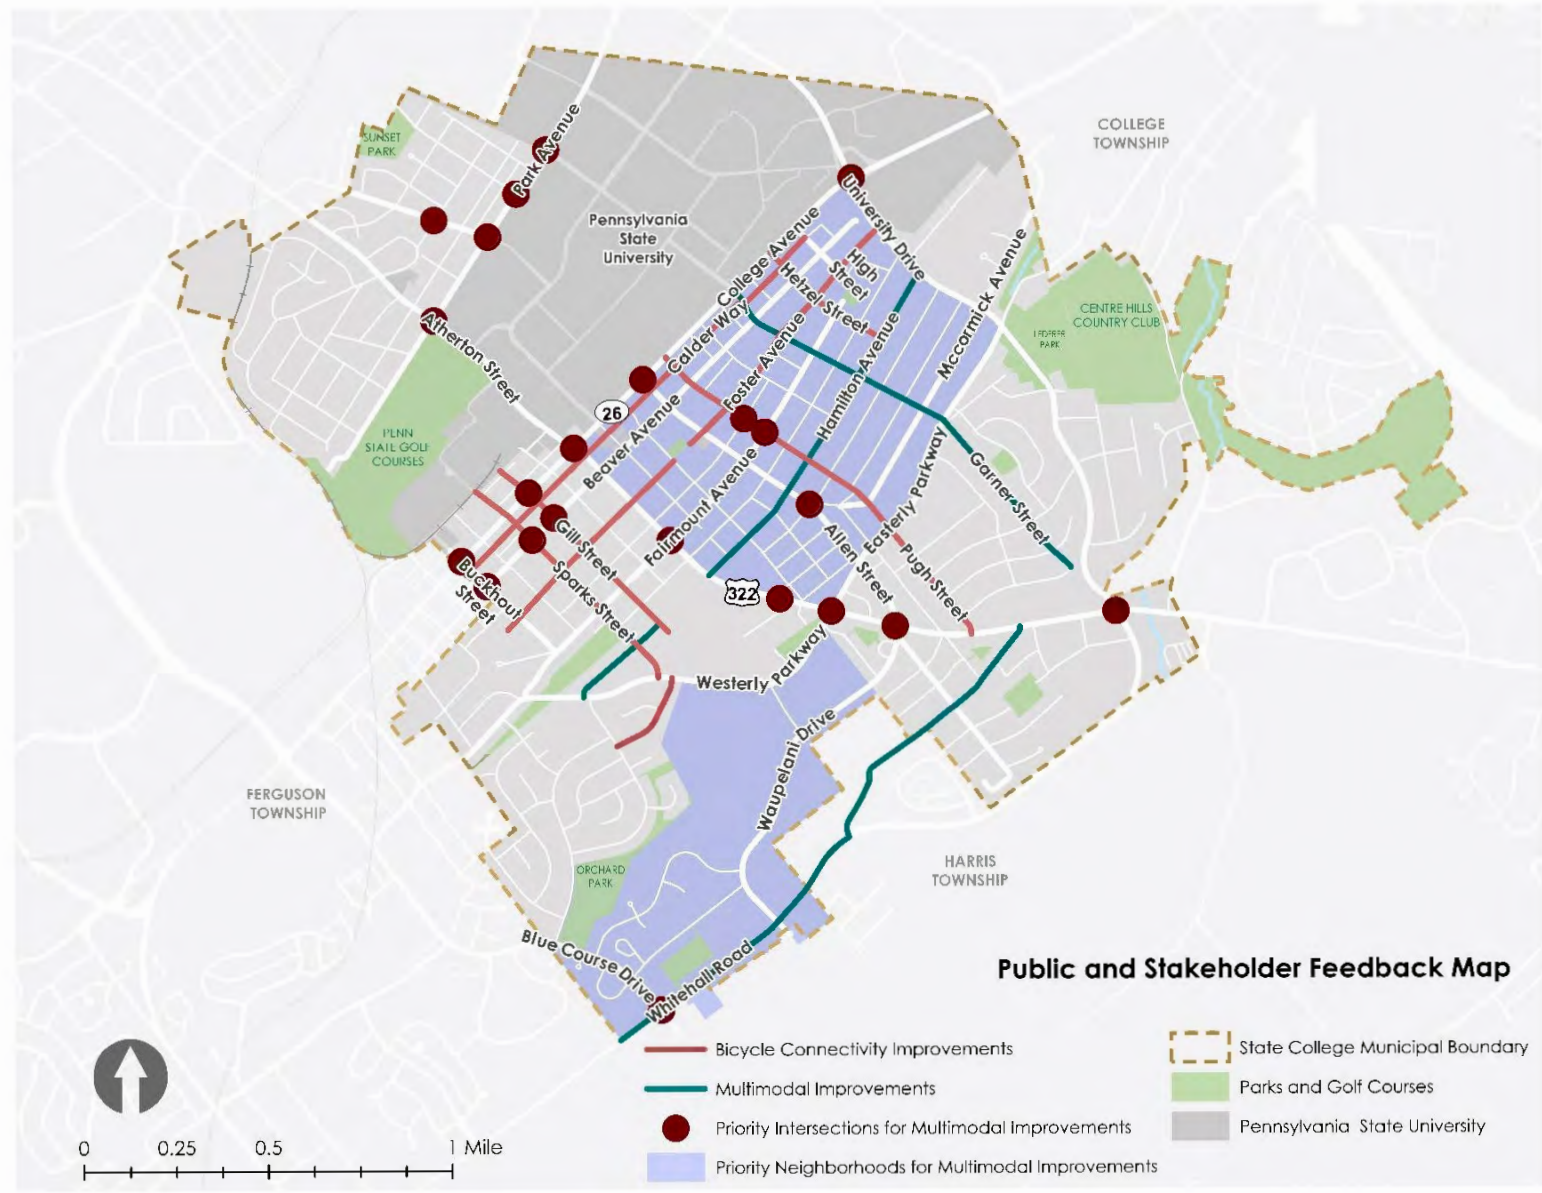 COLLEGE
TOWNSHIP
SUNSET
PARK
Park Avenue
Pennsylvania
State
University
University Drive
College Avenue
High
Street
Hetzel Street
Mccormick Avenue
CENTRE HILLS
COUNTRY CLUB
LEDERER
PARK
Calder Way
Atherton Street
Foster Avenue
Hamilton Avenue
26
Beaver Avenue
PENN
STATE GOLF
COURSES
Garner Street
Easterly Parkway
Fairmount Avenue
Gill Street
Allen Street
Pugh Street
Buckhout
Street
Sparks Street
322
Westerly Parkway
Waupelani Drive
FERGUSON
TOWNSHIP
HARRIS
TOWNSHIP
ORCHARD
PARK
Blue Course Drive
Whitehall Road
Public and Stakeholder Feedback Map
Bicycle Connectivity Improvements
Multimodal Improvements
Priority Intersections for Multimodal Improvements
Priority Neighborhoods for Multimodal Improvements
State College Municipal Boundary
Parks and Golf Courses
Pennsylvania State University
0 0.25 0.5 1 Mile